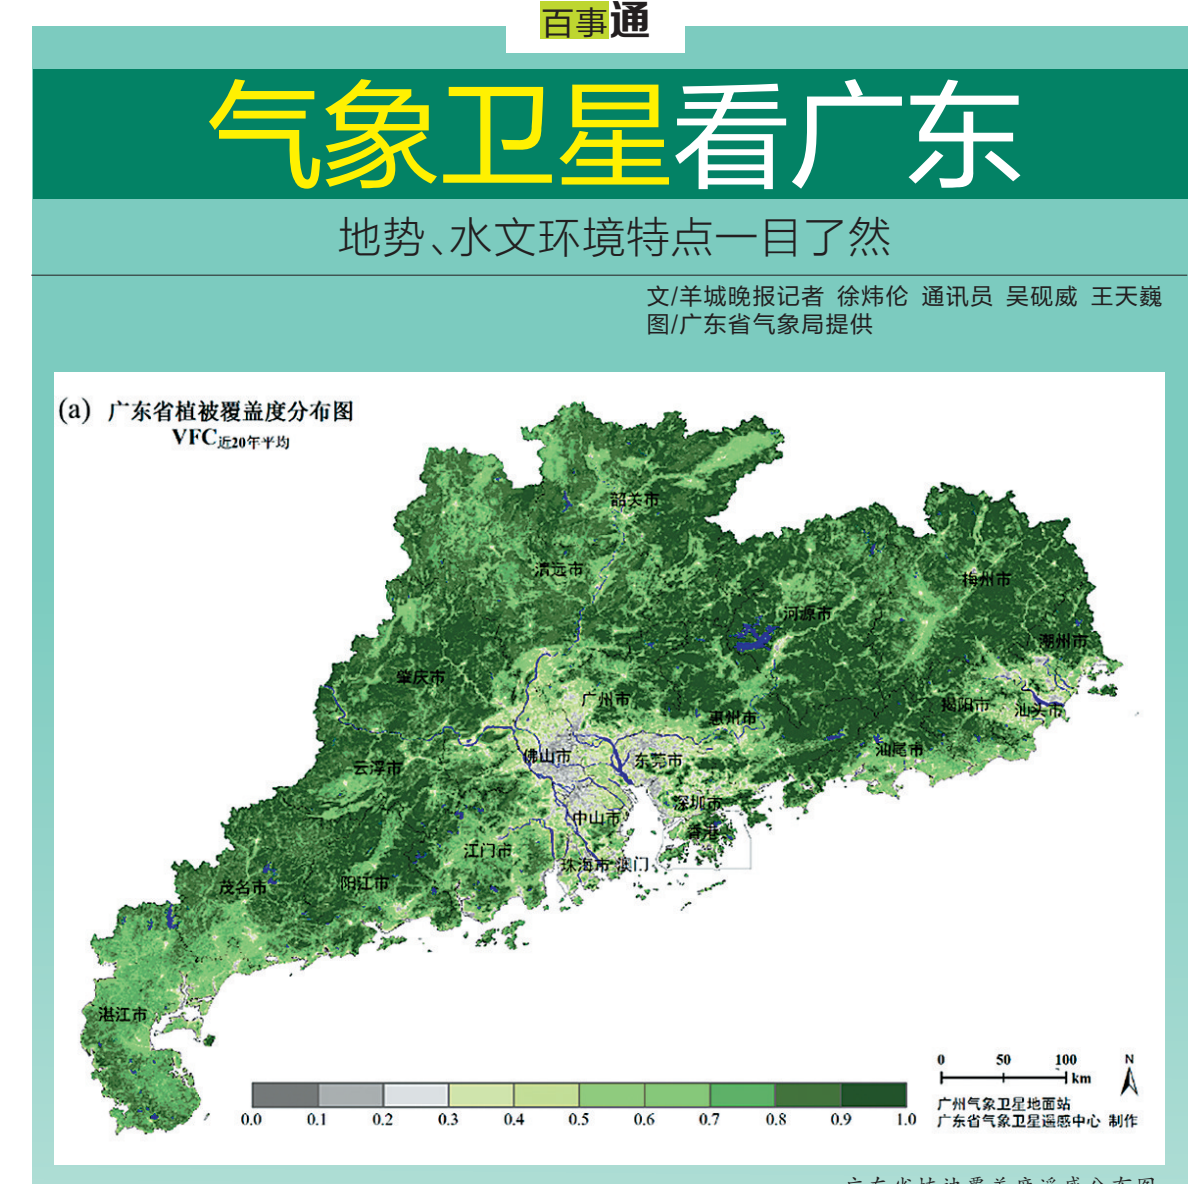 百事通
气象卫星看广东
地势、水文环境特点一目了然
文/羊城晚报记者 徐炜伦 通讯员 吴砚威 王天巍
图/广东省气象局提供
(a) 广东省植被覆盖度分布图
VFC近20年平均
韶关市
清远市
梅州市
河源市
潮州市
肇庆市
广州市
揭阳市
汕头市
惠州市
汕尾市
佛山市
东莞市
云浮市
深圳市
中山市
香港
江门市
珠海市
澳门
茂名市
阳江市
湛江市
0 50 100
km
N
0.0 0.1 0.2 0.3 0.4 0.5 0.6 0.7 0.8 0.9 1.0
广州气象卫星地面站
广东省气象卫星遥感中心 制作